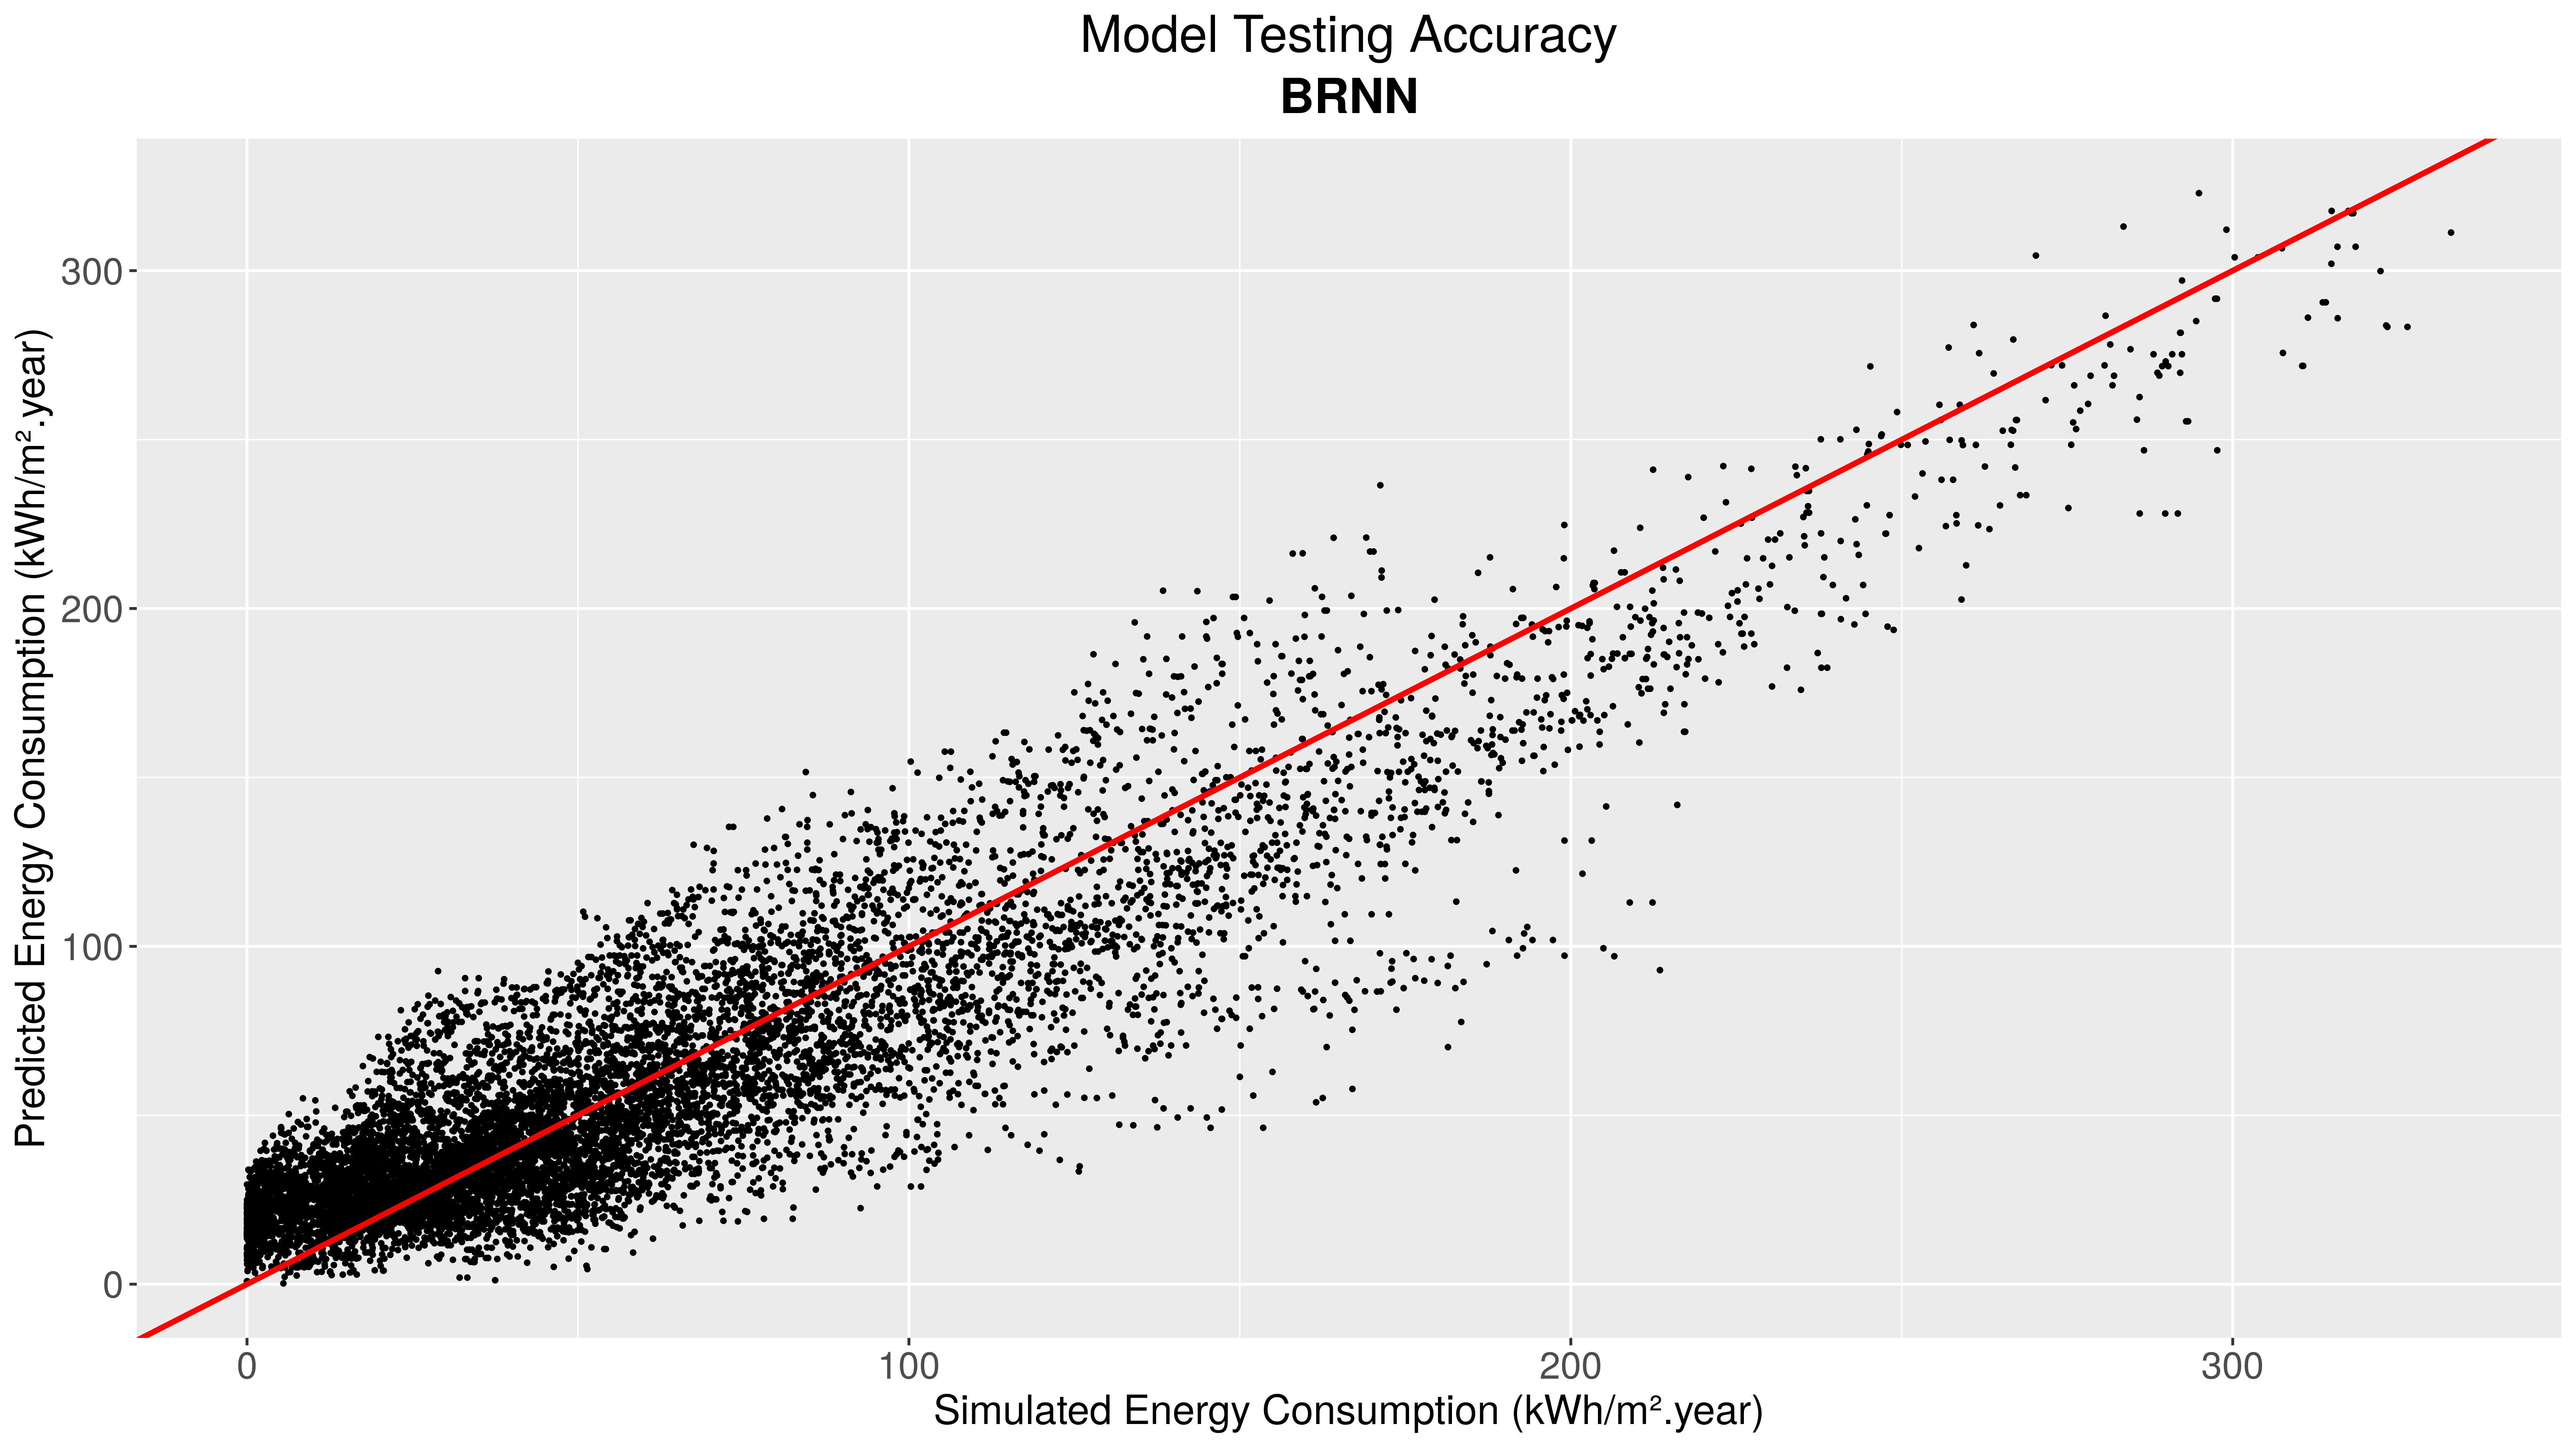 Model Testing Accuracy
BRNN
Predicted Energy Consumption (kWh/m².year)
300
200
100
0
0 100 200 300
Simulated Energy Consumption (kWh/m².year)